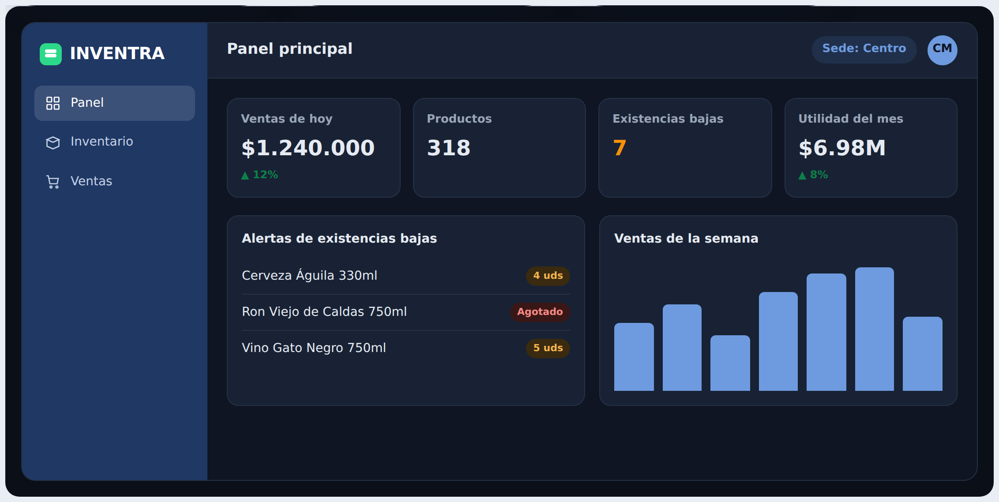 INVENTRA
Panel
Inventario
Ventas
Panel principal
Sede: Centro
CM
Ventas de hoy
$1.240.000
▲ 12%
Productos
318
Existencias bajas
7
Utilidad del mes
$6.98M
▲ 8%
Alertas de existencias bajas
Cerveza Águila 330ml
4 uds
Ron Viejo de Caldas 750ml
Agotado
Vino Gato Negro 750ml
5 uds
Ventas de la semana